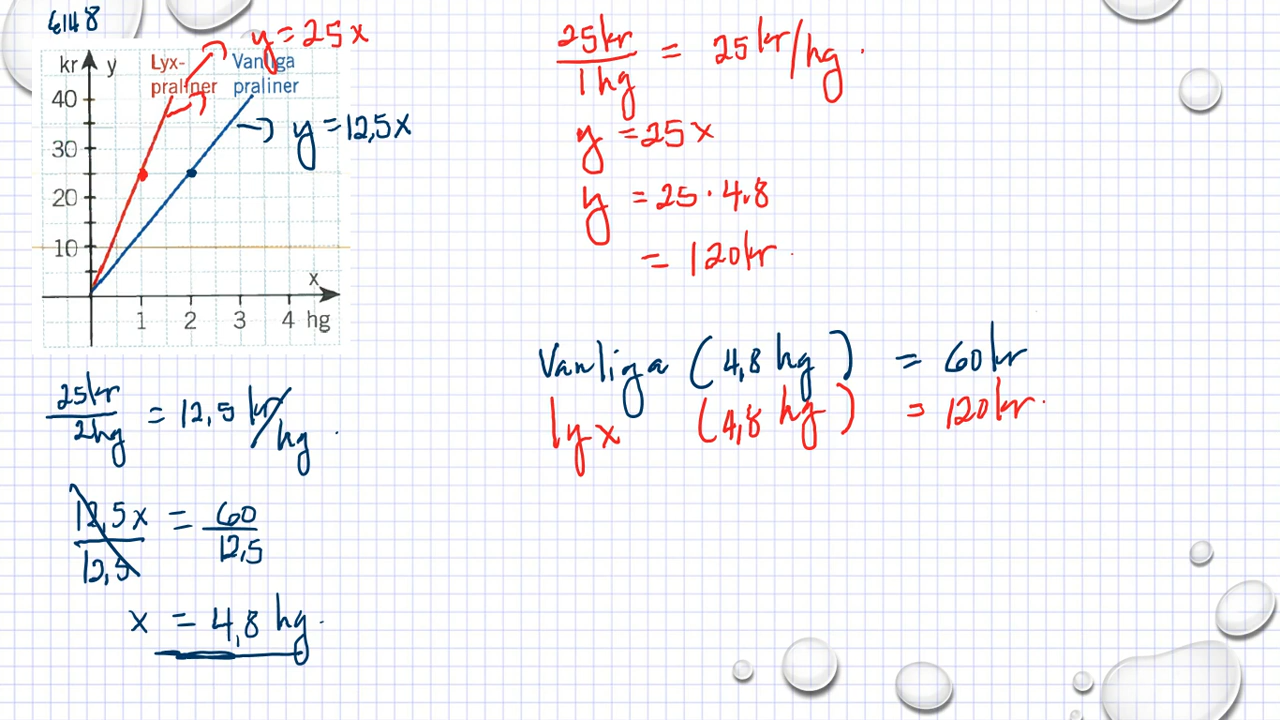 6148
y = 25x
kr y Lyx- Vanliga
praliner praliner
40
y = 12,5x
30
20
10
x
1 2 3 4 hg
25kr/2hg = 12,5 kr/hg.
12,5x/12,5 = 60/12,5
x = 4,8 hg.
25kr/1hg = 25kr/hg.
y = 25x
y = 25 · 4.8
= 120kr.
Vanliga (4,8 hg) = 60kr
lyx (4,8 hg) = 120kr.